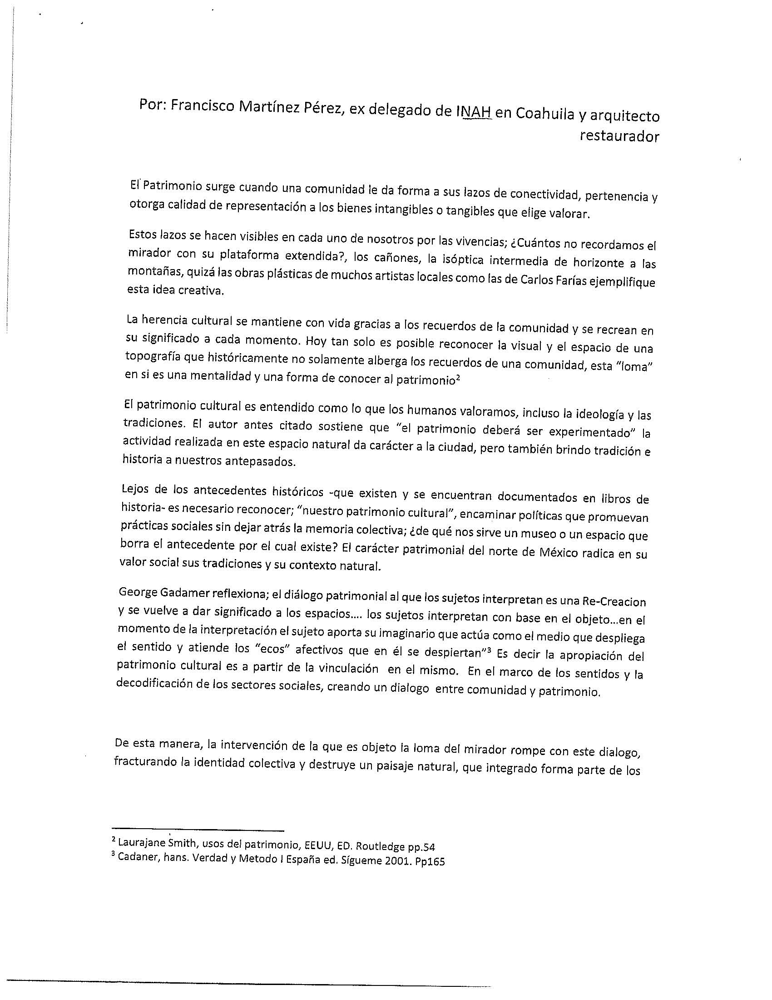 Por: Francisco Martínez Pérez, ex delegado de INAH en Coahuila y arquitecto
restaurador
El Patrimonio surge cuando una comunidad le da forma a sus lazos de conectividad, pertenencia y
otorga calidad de representación a los bienes intangibles o tangibles que elige valorar.
Estos lazos se hacen visibles en cada uno de nosotros por las vivencias; ¿Cuántos no recordamos el
mirador con su plataforma extendida?, los cañones, la isóptica intermedia de horizonte a las
montañas, quizá las obras plásticas de muchos artistas locales como las de Carlos Farías ejemplifique
esta idea creativa.
La herencia cultural se mantiene con vida gracias a los recuerdos de la comunidad y se recrean en
su significado a cada momento. Hoy tan solo es posible reconocer la visual y el espacio de una
topografía que históricamente no solamente alberga los recuerdos de una comunidad, esta "loma"
en si es una mentalidad y una forma de conocer al patrimonio²
El patrimonio cultural es entendido como lo que los humanos valoramos, incluso la ideología y las
tradiciones. El autor antes citado sostiene que "el patrimonio deberá ser experimentado" la
actividad realizada en este espacio natural da carácter a la ciudad, pero también brindo tradición e
historia a nuestros antepasados.
Lejos de los antecedentes históricos -que existen y se encuentran documentados en libros de
historia- es necesario reconocer; "nuestro patrimonio cultural", encaminar políticas que promuevan
prácticas sociales sin dejar atrás la memoria colectiva; ¿de qué nos sirve un museo o un espacio que
borra el antecedente por el cual existe? El carácter patrimonial del norte de México radica en su
valor social sus tradiciones y su contexto natural.
George Gadamer reflexiona; el diálogo patrimonial al que los sujetos interpretan es una Re-Creacion
y se vuelve a dar significado a los espacios.... los sujetos interpretan con base en el objeto...en el
momento de la interpretación el sujeto aporta su imaginario que actúa como el medio que despliega
el sentido y atiende los "ecos" afectivos que en él se despiertan"³ Es decir la apropiación del
patrimonio cultural es a partir de la vinculación en el mismo. En el marco de los sentidos y la
decodificación de los sectores sociales, creando un dialogo entre comunidad y patrimonio.
De esta manera, la intervención de la que es objeto la loma del mirador rompe con este dialogo,
fracturando la identidad colectiva y destruye un paisaje natural, que integrado forma parte de los
² Laurajane Smith, usos del patrimonio, EEUU, ED. Routledge pp.54
³ Cadaner, hans. Verdad y Metodo I España ed. Sígueme 2001. Pp165